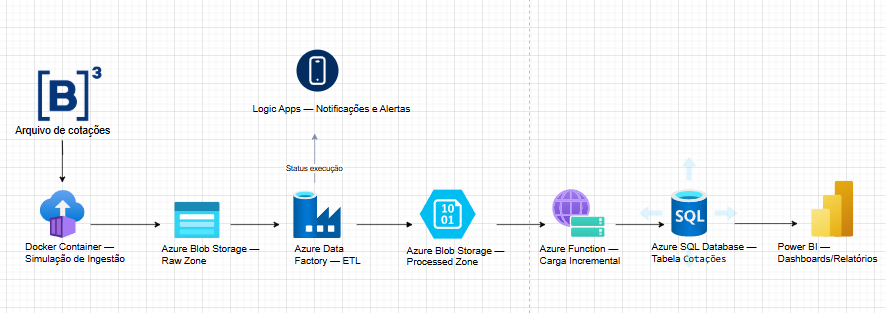 [B]³
Arquivo de cotações
Logic Apps — Notificações e Alertas
Status execução
Docker Container —
Simulação de Ingestão
Azure Blob Storage —
Raw Zone
Azure Data
Factory — ETL
10
01
Azure Blob Storage —
Processed Zone
Azure Function —
Carga Incremental
SQL
Azure SQL Database —
Tabela Cotações
Power BI —
Dashboards/Relatórios